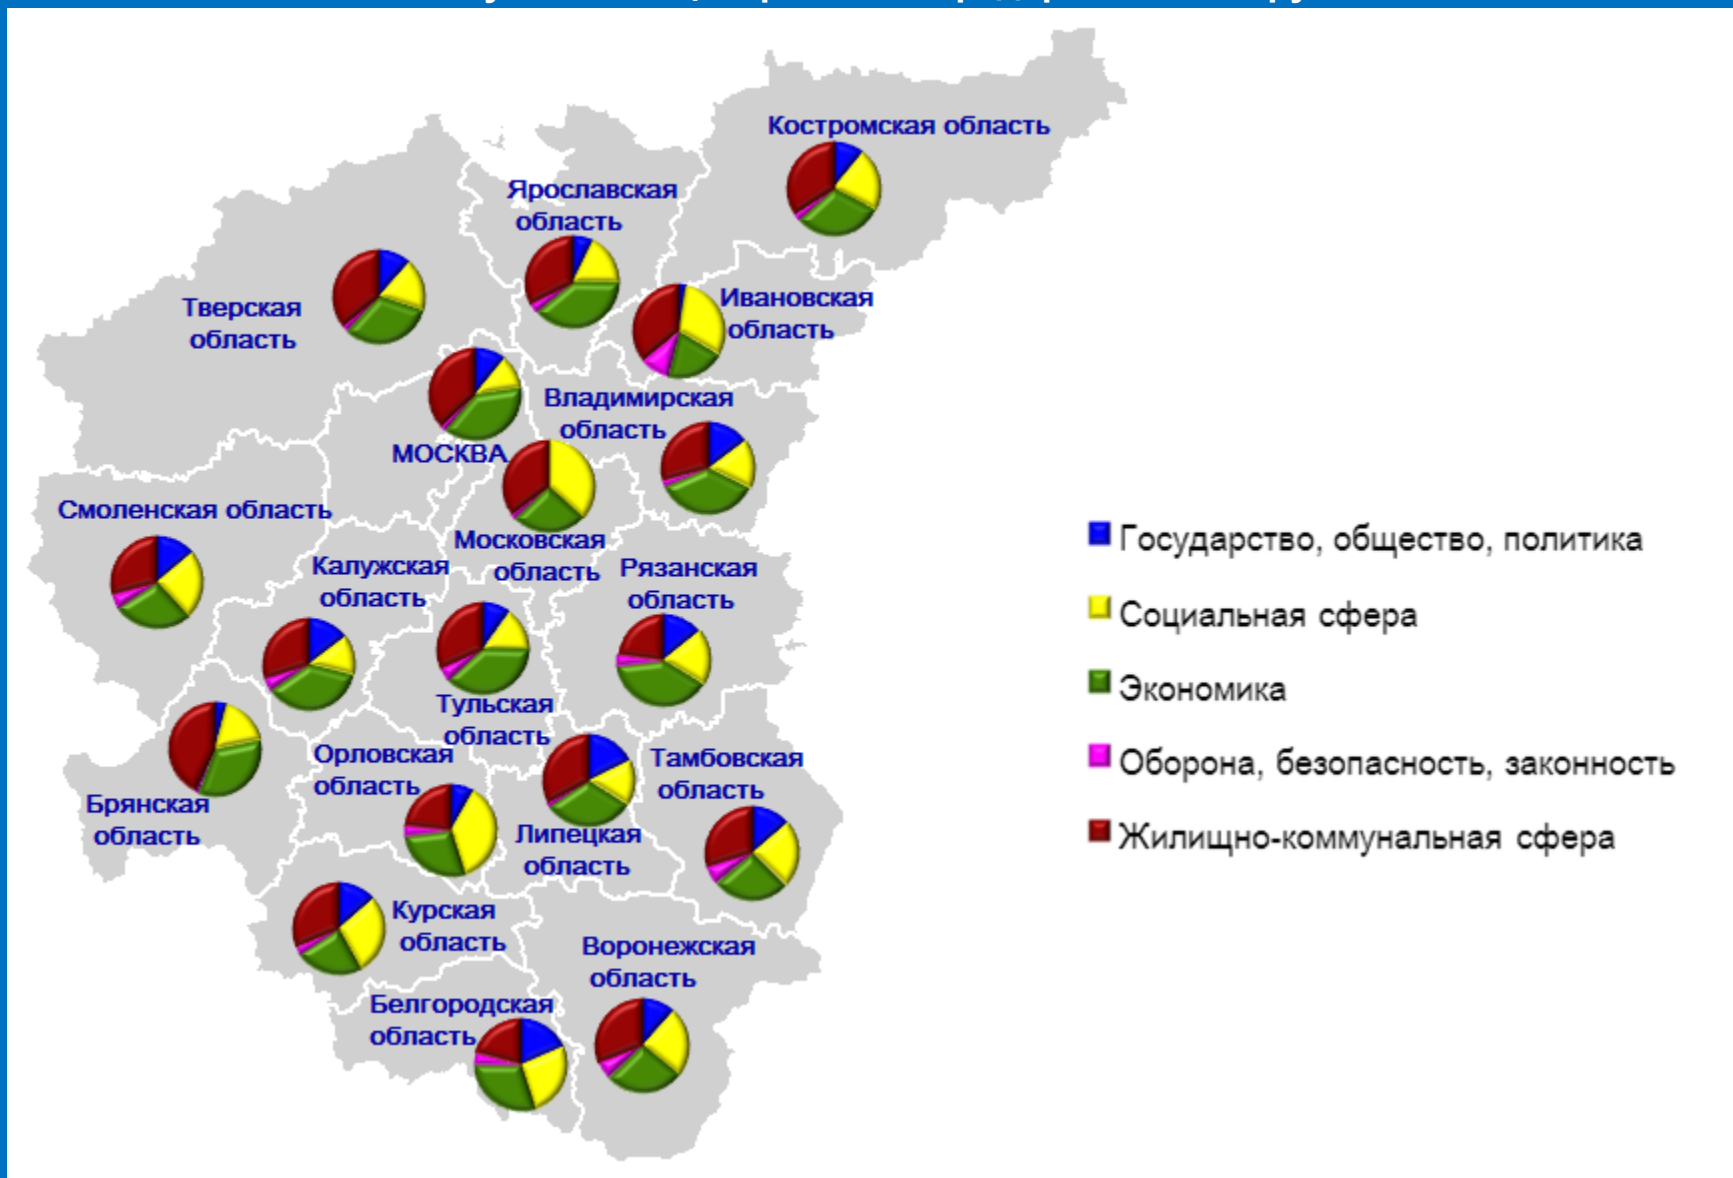 Костромская область
Ярославская
область
Ивановская
область
Тверская
область
Владимирская
область
МОСКВА
Смоленская область
Московская
область
Калужская
область
Рязанская
область
Тульская
область
Орловская
область
Тамбовская
область
Брянская
область
Липецкая
область
Курская
область
Воронежская
область
Белгородская
область
Государство, общество, политика
Социальная сфера
Экономика
Оборона, безопасность, законность
Жилищно-коммунальная сфера